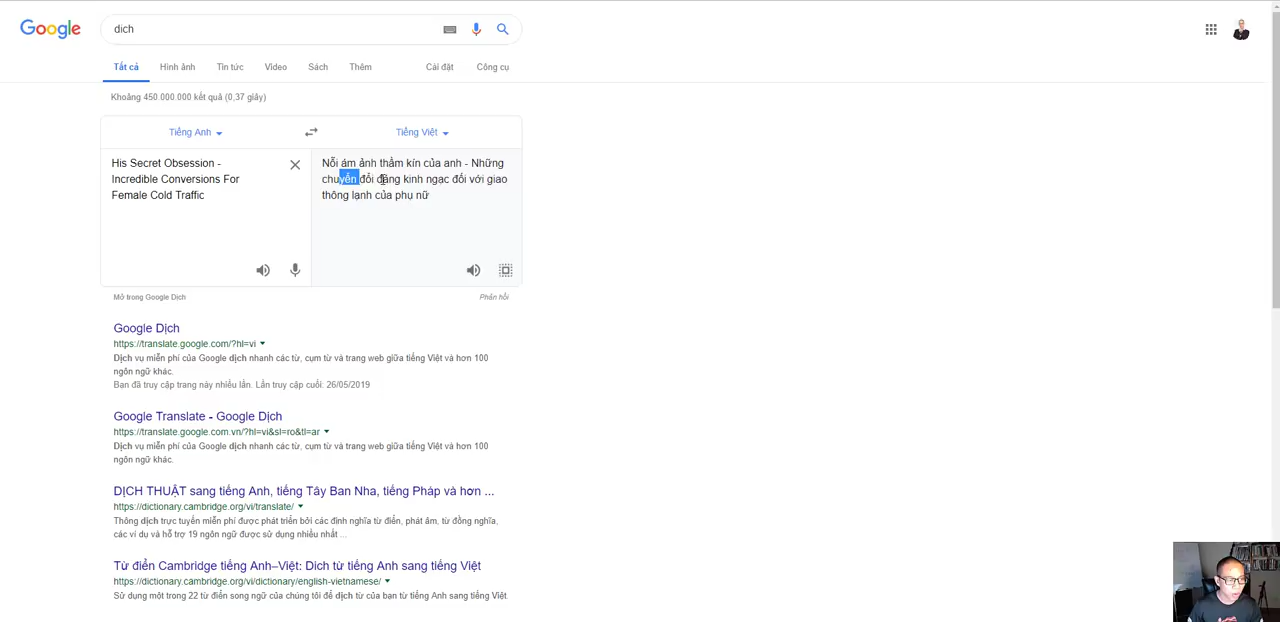 Google
dich
Tất cả Hình ảnh Tin tức Video Sách Thêm Cài đặt Công cụ
Khoảng 450.000.000 kết quả (0,37 giây)
Tiếng Anh Tiếng Việt
His Secret Obsession -
Incredible Conversions For
Female Cold Traffic
Nỗi ám ảnh thầm kín của anh - Những
chuyển đổi đáng kinh ngạc đối với giao
thông lạnh của phụ nữ
Mở trong Google Dịch
Phản hồi
Google Dịch
https://translate.google.com/?hl=vi
Dịch vụ miễn phí của Google dịch nhanh các từ, cụm từ và trang web giữa tiếng Việt và hơn 100
ngôn ngữ khác.
Bạn đã truy cập trang này nhiều lần. Lần truy cập cuối: 26/05/2019
Google Translate - Google Dịch
https://translate.google.com.vn/?hl=vi&sl=ro&tl=ar
Dịch vụ miễn phí của Google dịch nhanh các từ, cụm từ và trang web giữa tiếng Việt và hơn 100
ngôn ngữ khác.
DỊCH THUẬT sang tiếng Anh, tiếng Tây Ban Nha, tiếng Pháp và hơn ...
https://dictionary.cambridge.org/vi/translate/
Thông dịch trực tuyến miễn phí được phát triển bởi các định nghĩa từ điển, phát âm, từ đồng nghĩa,
các ví dụ và hỗ trợ 19 ngôn ngữ được sử dụng nhiều nhất ...
Từ điển Cambridge tiếng Anh–Việt: Dịch từ tiếng Anh sang tiếng Việt
https://dictionary.cambridge.org/vi/dictionary/english-vietnamese/
Sử dụng một trong 22 từ điển song ngữ của chúng tôi để dịch từ của bạn từ tiếng Anh sang tiếng Việt